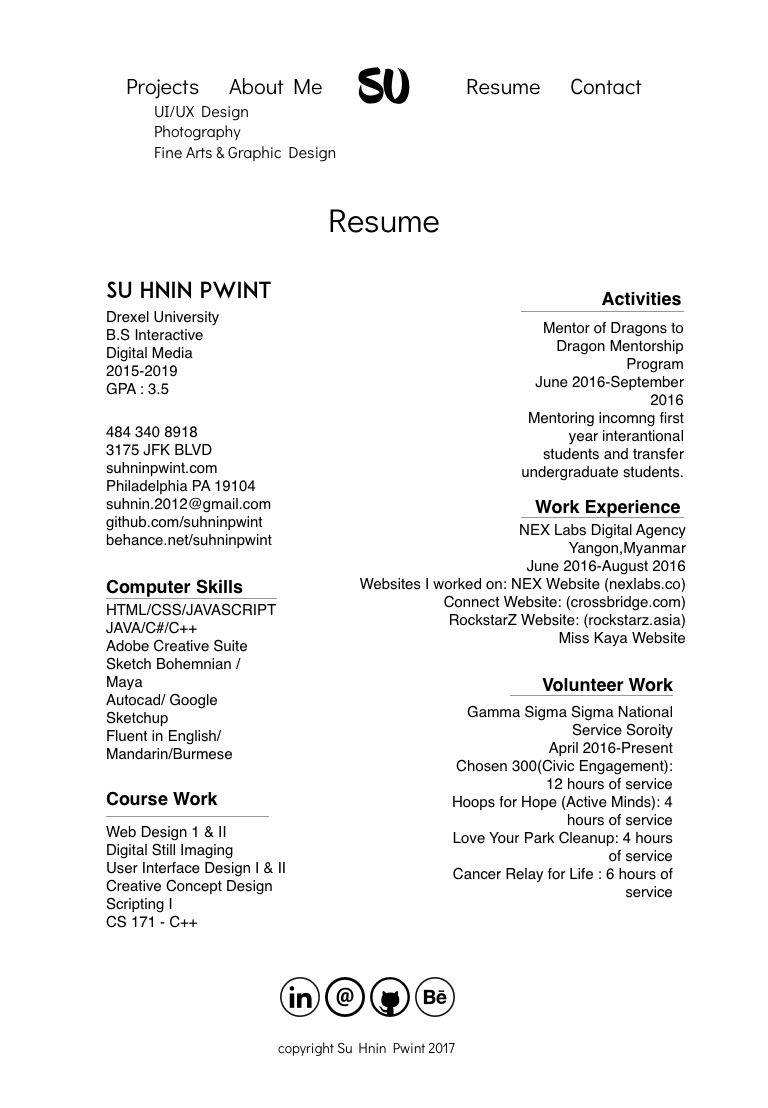 Projects About Me SU Resume Contact
UI/UX Design
Photography
Fine Arts & Graphic Design
Resume
SU HNIN PWINT
Drexel University
B.S Interactive
Digital Media
2015-2019
GPA : 3.5
484 340 8918
3175 JFK BLVD
suhninpwint.com
Philadelphia PA 19104
suhnin.2012@gmail.com
github.com/suhninpwint
behance.net/suhninpwint
Computer Skills
HTML/CSS/JAVASCRIPT
JAVA/C#/C++
Adobe Creative Suite
Sketch Bohemnian /
Maya
Autocad/ Google
Sketchup
Fluent in English/
Mandarin/Burmese
Course Work
Web Design 1 & II
Digital Still Imaging
User Interface Design I & II
Creative Concept Design
Scripting I
CS 171 - C++
Activities
Mentor of Dragons to
Dragon Mentorship
Program
June 2016-September
2016
Mentoring incomng first
year interantional
students and transfer
undergraduate students.
Work Experience
NEX Labs Digital Agency
Yangon,Myanmar
June 2016-August 2016
Websites I worked on: NEX Website (nexlabs.co)
Connect Website: (crossbridge.com)
RockstarZ Website: (rockstarz.asia)
Miss Kaya Website
Volunteer Work
Gamma Sigma Sigma National
Service Soroity
April 2016-Present
Chosen 300(Civic Engagement):
12 hours of service
Hoops for Hope (Active Minds): 4
hours of service
Love Your Park Cleanup: 4 hours
of service
Cancer Relay for Life : 6 hours of
service
in @ Bē
copyright Su Hnin Pwint 2017